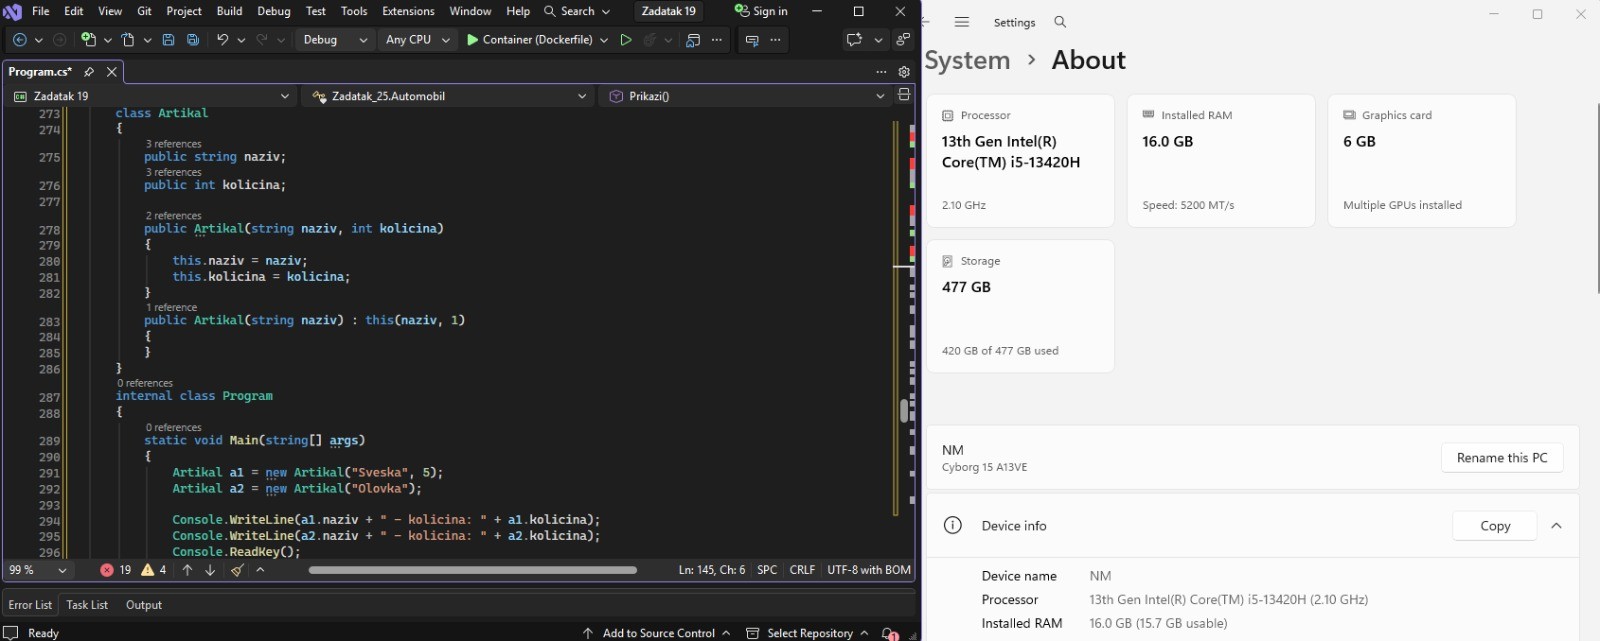 File Edit View Git Project Build Debug Test Tools Extensions Window Help Search Zadatak 19 Sign in
Debug Any CPU Container (Dockerfile)
Program.cs*
Zadatak 19 Zadatak_25.Automobil Prikazi()
273 class Artikal
274 {
3 references
275 public string naziv;
3 references
276 public int kolicina;
277
2 references
278 public Artikal(string naziv, int kolicina)
279 {
280 this.naziv = naziv;
281 this.kolicina = kolicina;
282 }
1 reference
283 public Artikal(string naziv) : this(naziv, 1)
284 {
285 }
286 }
0 references
287 internal class Program
288 {
0 references
289 static void Main(string[] args)
290 {
291 Artikal a1 = new Artikal("Sveska", 5);
292 Artikal a2 = new Artikal("Olovka");
293
294 Console.WriteLine(a1.naziv + " - kolicina: " + a1.kolicina);
295 Console.WriteLine(a2.naziv + " - kolicina: " + a2.kolicina);
296 Console.ReadKey();
99 % 19 4 Ln: 145, Ch: 6 SPC CRLF UTF-8 with BOM
Error List Task List Output
Ready Add to Source Control Select Repository 1
Settings
System > About
Processor
13th Gen Intel(R)
Core(TM) i5-13420H
2.10 GHz
Installed RAM
16.0 GB
Speed: 5200 MT/s
Graphics card
6 GB
Multiple GPUs installed
Storage
477 GB
420 GB of 477 GB used
NM
Cyborg 15 A13VE
Rename this PC
Device info Copy
Device name NM
Processor 13th Gen Intel(R) Core(TM) i5-13420H (2.10 GHz)
Installed RAM 16.0 GB (15.7 GB usable)